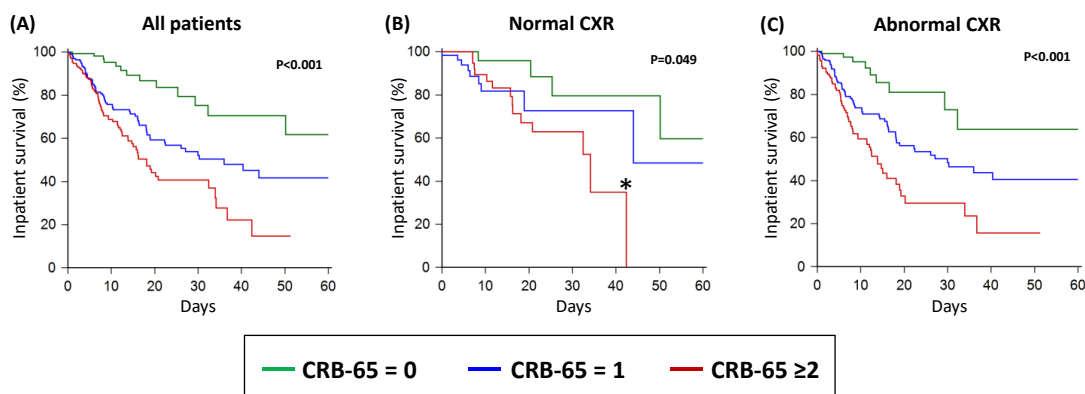 (A) All patients
P<0.001
Inpatient survival (%)
100
80
60
40
20
0
0 10 20 30 40 50 60
Days
(B) Normal CXR
P=0.049
Inpatient survival (%)
100
80
60
40
20
0
*
0 10 20 30 40 50 60
Days
(C) Abnormal CXR
P<0.001
Inpatient survival (%)
100
80
60
40
20
0
0 10 20 30 40 50 60
Days
CRB-65 = 0 CRB-65 = 1 CRB-65 ≥2